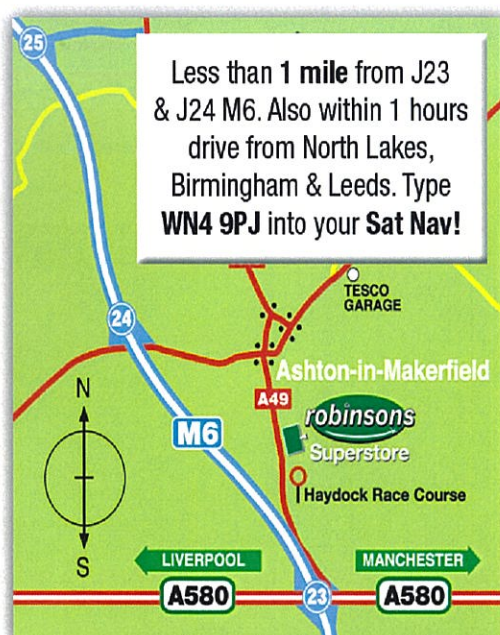 25
Less than 1 mile from J23
& J24 M6. Also within 1 hours
drive from North Lakes,
Birmingham & Leeds. Type
WN4 9PJ into your Sat Nav!
TESCO
GARAGE
24
Ashton-in-Makerfield
A49
N
robinsons
M6
Superstore
Haydock Race Course
S
LIVERPOOL
MANCHESTER
A580
23
A580